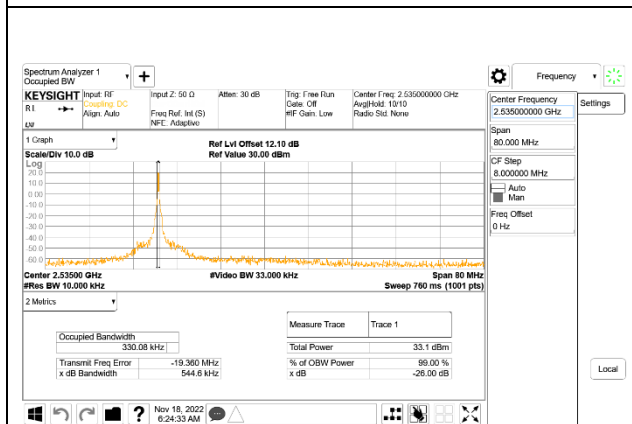 Spectrum Analyzer 1
Occupied BW
Frequency
KEYSIGHT
Input: RF
Coupling: DC
Align: Auto
Input Z: 50 Ω
Freq Ref: Int (S)
NFE: Adaptive
Atten: 30 dB
Trig: Free Run
Gate: Off
#IF Gain: Low
Center Freq: 2.535000000 GHz
Avg|Hold: 10/10
Radio Std: None
Center Frequency
2.535000000 GHz
Settings
Span
80.000 MHz
CF Step
8.000000 MHz
Auto
Man
Freq Offset
0 Hz
1 Graph
Scale/Div 10.0 dB
Ref Lvl Offset 12.10 dB
Ref Value 30.00 dBm
Log
20.0
10.0
0.00
-10.0
-20.0
-30.0
-40.0
-50.0
-60.0
Center 2.53500 GHz
#Res BW 10.000 kHz
#Video BW 33.000 kHz
Span 80 MHz
Sweep 760 ms (1001 pts)
2 Metrics
Occupied Bandwidth
330.08 kHz
Transmit Freq Error -19.360 MHz
x dB Bandwidth 544.6 kHz
Measure Trace Trace 1
Total Power 33.1 dBm
% of OBW Power 99.00 %
x dB -26.00 dB
Local
Nov 18, 2022
6:24:33 AM